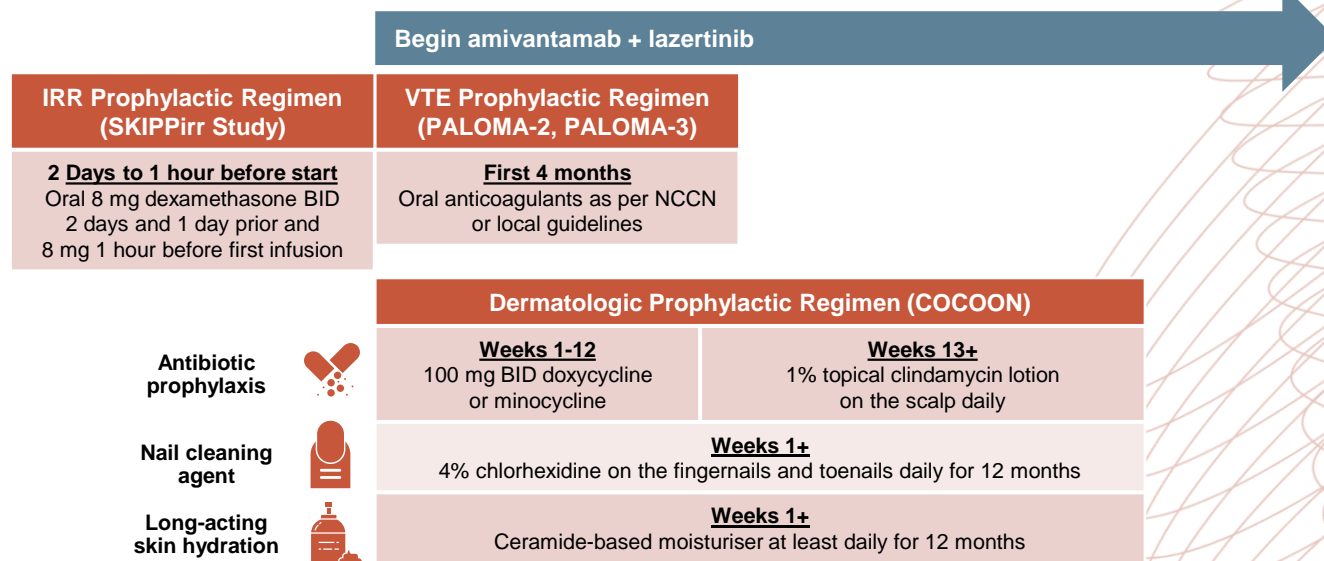 Begin amivantamab + lazertinib
IRR Prophylactic Regimen
(SKIPPirr Study)
VTE Prophylactic Regimen
(PALOMA-2, PALOMA-3)
2 Days to 1 hour before start
Oral 8 mg dexamethasone BID
2 days and 1 day prior and
8 mg 1 hour before first infusion
First 4 months
Oral anticoagulants as per NCCN
or local guidelines
Dermatologic Prophylactic Regimen (COCOON)
Antibiotic
prophylaxis
Weeks 1-12
100 mg BID doxycycline
or minocycline
Weeks 13+
1% topical clindamycin lotion
on the scalp daily
Nail cleaning
agent
Weeks 1+
4% chlorhexidine on the fingernails and toenails daily for 12 months
Long-acting
skin hydration
Weeks 1+
Ceramide-based moisturiser at least daily for 12 months